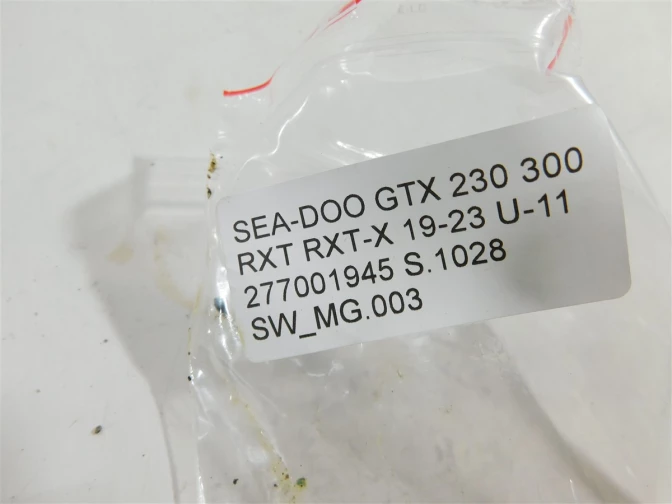 SEA-DOO GTX 230 300
RXT RXT-X 19-23 U-11
277001945 S.1028
SW_MG.003